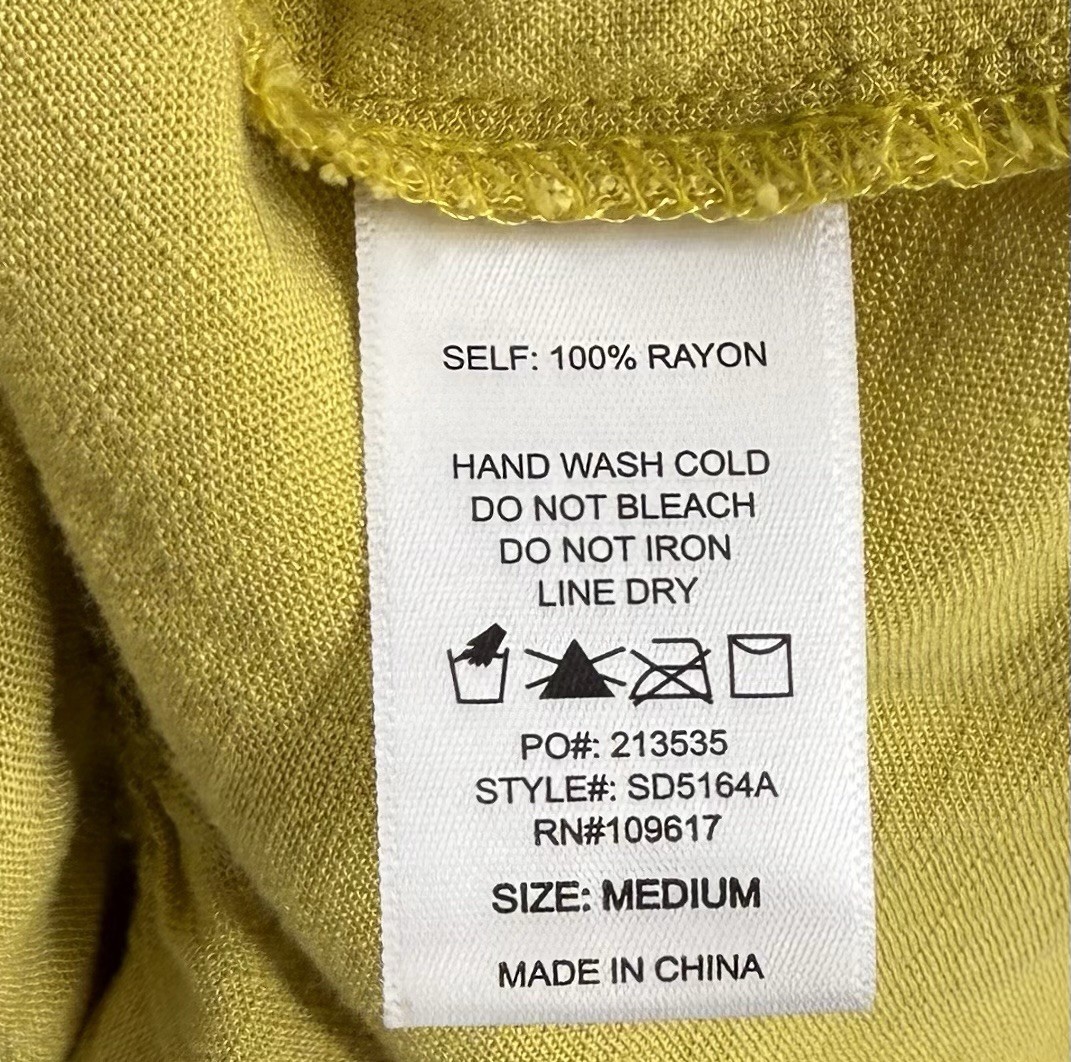 SELF: 100% RAYON
HAND WASH COLD
DO NOT BLEACH
DO NOT IRON
LINE DRY
PO#: 213535
STYLE#: SD5164A
RN#109617
SIZE: MEDIUM
MADE IN CHINA